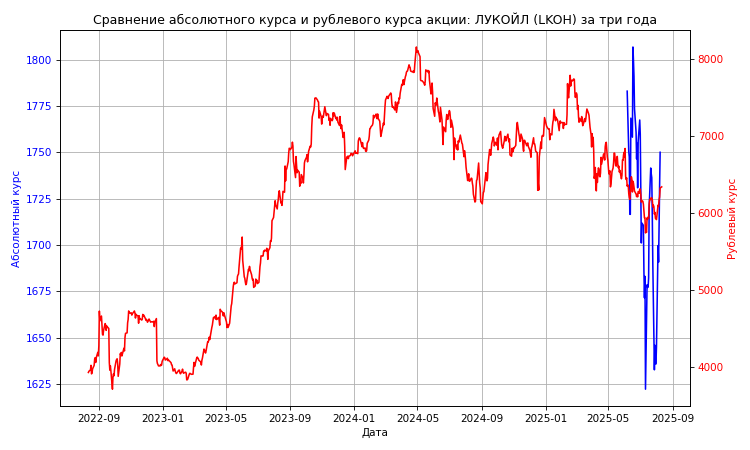 Сравнение абсолютного курса и рублевого курса акции: ЛУКОЙЛ (LKOH) за три года
1800
1775
1750
1725
1700
1675
1650
1625
Абсолютный курс
8000
7000
6000
5000
4000
Рублевый курс
2022-09 2023-01 2023-05 2023-09 2024-01 2024-05 2024-09 2025-01 2025-05 2025-09
Дата